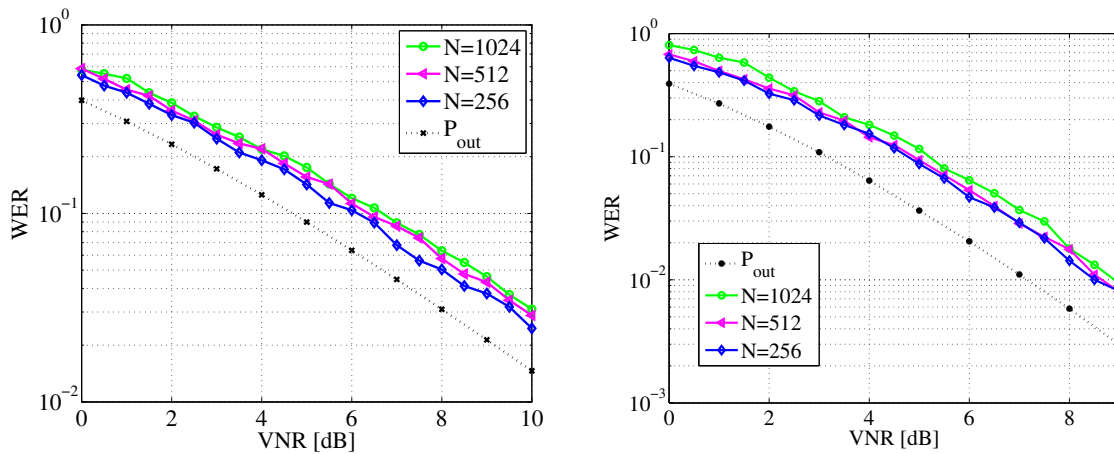 10^0
10^-1
10^-2
WER
0 2 4 6 8 10
VNR [dB]
N=1024
N=512
N=256
P_out
10^0
10^-1
10^-2
10^-3
WER
0 2 4 6 8
VNR [dB]
P_out
N=1024
N=512
N=256